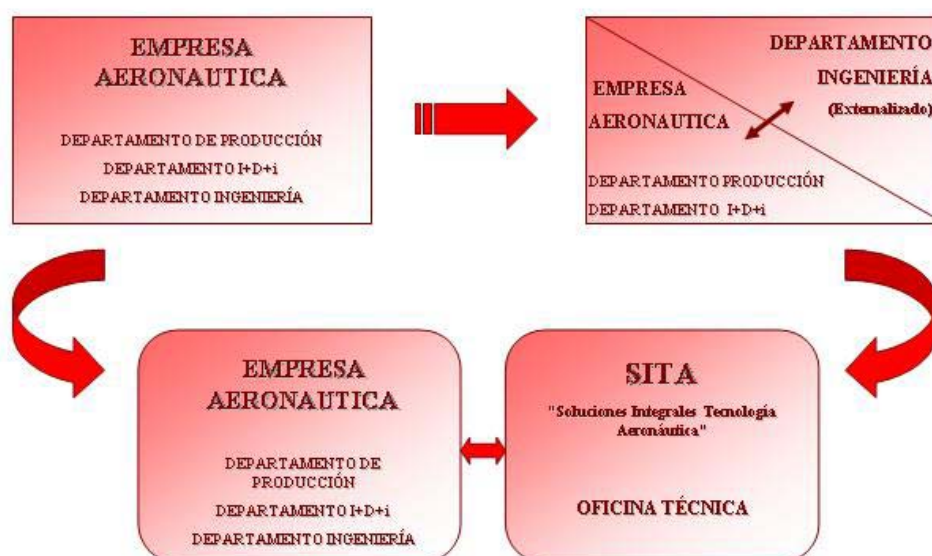 EMPRESA
AERONAUTICA
DEPARTAMENTO DE PRODUCCIÓN
DEPARTAMENTO I+D+i
DEPARTAMENTO INGENIERÍA
DEPARTAMENTO
INGENIERÍA
(Externalizado)
EMPRESA
AERONAUTICA
DEPARTAMENTO PRODUCCIÓN
DEPARTAMENTO I+D+i
EMPRESA
AERONAUTICA
DEPARTAMENTO DE
PRODUCCIÓN
DEPARTAMENTO I+D+i
DEPARTAMENTO INGENIERÍA
SITA
"Soluciones Integrales Tecnología
Aeronáutica"
OFICINA TÉCNICA